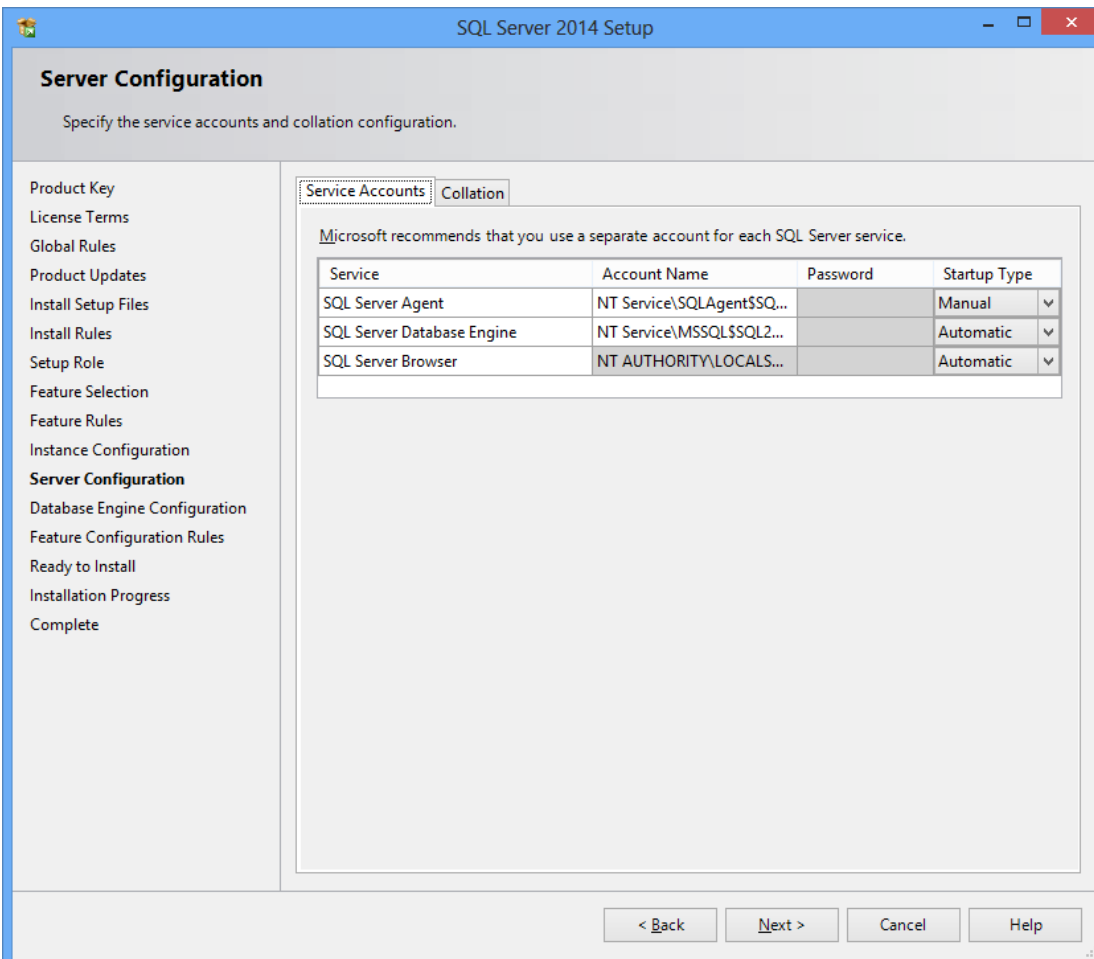 SQL Server 2014 Setup
Server Configuration
Specify the service accounts and collation configuration.
Product Key
License Terms
Global Rules
Product Updates
Install Setup Files
Install Rules
Setup Role
Feature Selection
Feature Rules
Instance Configuration
Server Configuration
Database Engine Configuration
Feature Configuration Rules
Ready to Install
Installation Progress
Complete
Service Accounts Collation
Microsoft recommends that you use a separate account for each SQL Server service.
Service Account Name Password Startup Type
SQL Server Agent NT Service\SQLAgent$SQ... Manual
SQL Server Database Engine NT Service\MSSQL$SQL2... Automatic
SQL Server Browser NT AUTHORITY\LOCALS... Automatic
< Back Next > Cancel Help